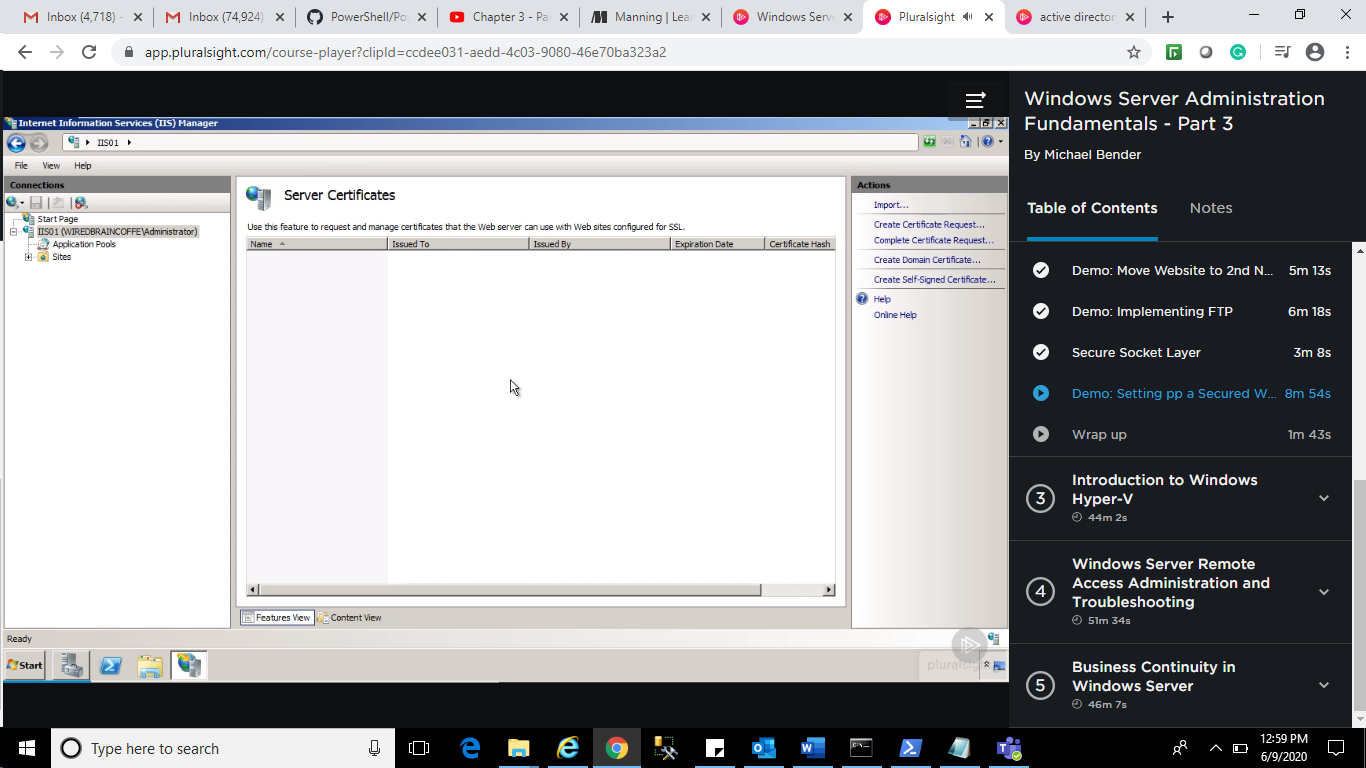 Inbox (4,718) -
Inbox (74,924)
PowerShell/Po
Chapter 3 - Pa
Manning | Lea
Windows Serv
Pluralsight
active director
app.pluralsight.com/course-player?clipId=ccdee031-aedd-4c03-9080-46e70ba323a2
Internet Information Services (IIS) Manager
IIS01
File View Help
Connections
Start Page
IIS01 (WIREDBRAINCOFFE\Administrator)
Application Pools
Sites
Server Certificates
Use this feature to request and manage certificates that the Web server can use with Web sites configured for SSL.
Name Issued To Issued By Expiration Date Certificate Hash
Features View Content View
Actions
Import...
Create Certificate Request...
Complete Certificate Request...
Create Domain Certificate...
Create Self-Signed Certificate...
Help
Online Help
Ready
Start
pluralsig
Windows Server Administration
Fundamentals - Part 3
By Michael Bender
Table of Contents Notes
Demo: Move Website to 2nd N... 5m 13s
Demo: Implementing FTP 6m 18s
Secure Socket Layer 3m 8s
Demo: Setting pp a Secured W... 8m 54s
Wrap up 1m 43s
3
Introduction to Windows
Hyper-V
44m 2s
4
Windows Server Remote
Access Administration and
Troubleshooting
51m 34s
5
Business Continuity in
Windows Server
46m 7s
Type here to search
12:59 PM
6/9/2020